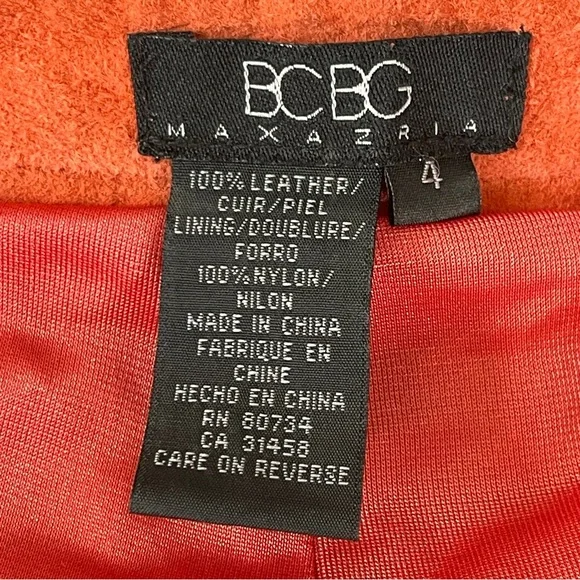 BCBG
MAXAZRIA
4
100% LEATHER/
CUIR/PIEL
LINING/DOUBLURE/
FORRO
100%NYLON/
NILON
MADE IN CHINA
FABRIQUE EN
CHINE
HECHO EN CHINA
RN 80734
CA 31458
CARE ON REVERSE